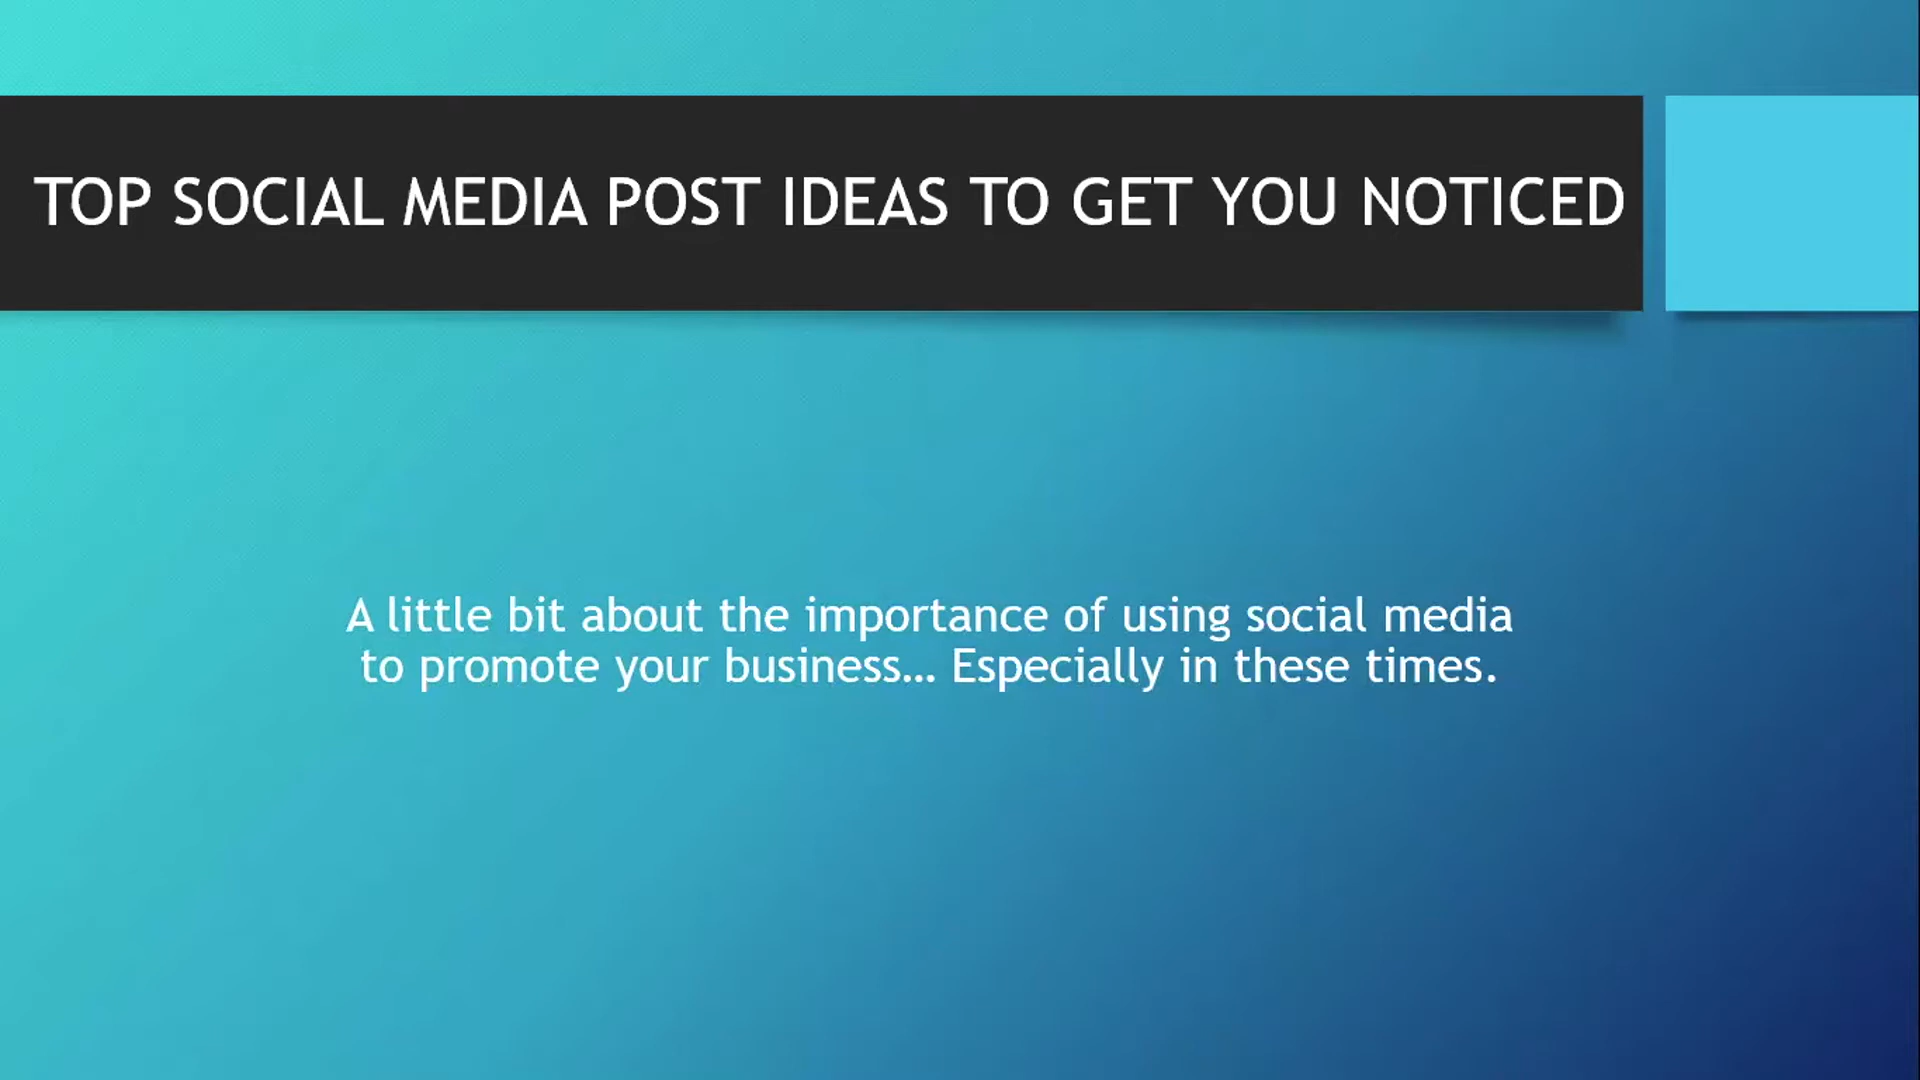 TOP SOCIAL MEDIA POST IDEAS TO GET YOU NOTICED
A little bit about the importance of using social media
to promote your business... Especially in these times.